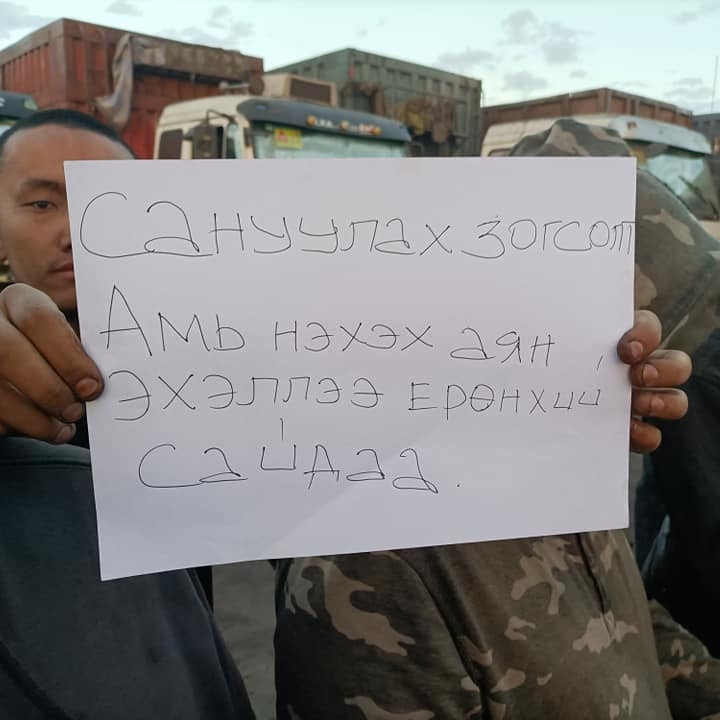 Сануулах зогсолт
Амь нэхэх аян
эхэллээ Ерөнхий
сайдаа.